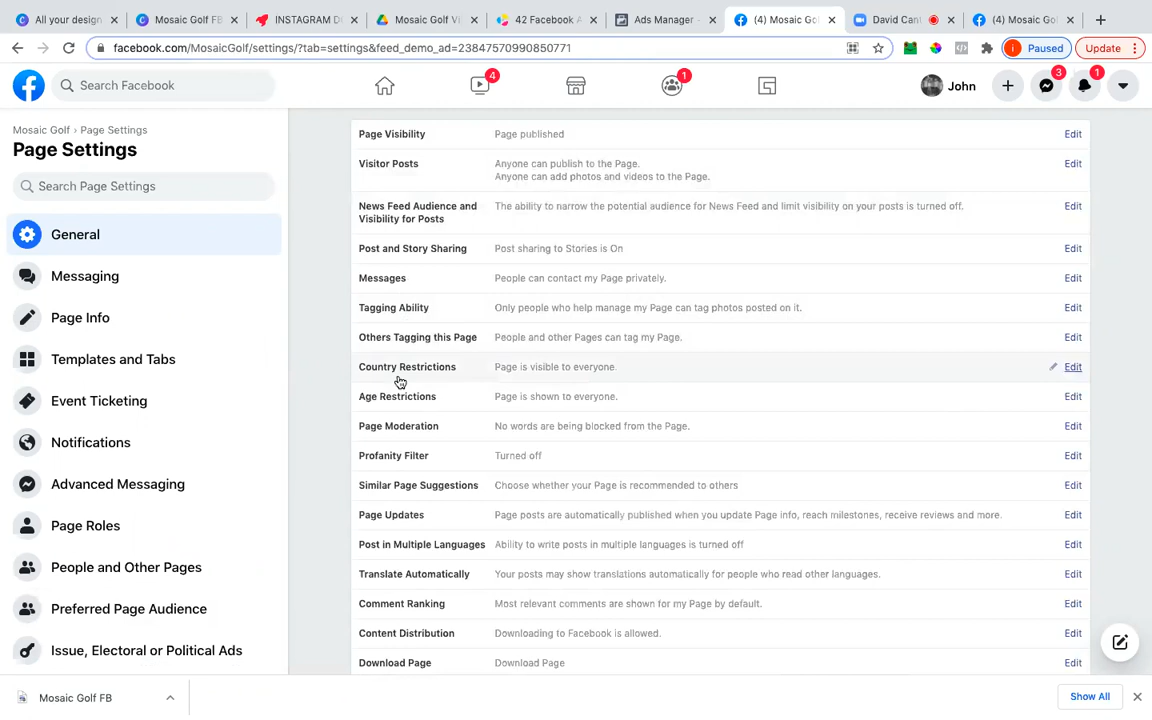 All your design
Mosaic Golf FB
INSTAGRAM D
Mosaic Golf Vi
42 Facebook A
Ads Manager -
(4) Mosaic Gol
David Cant
(4) Mosaic Gol
facebook.com/MosaicGolf/settings/?tab=settings&feed_demo_ad=23847570990850771
Paused
Update
Search Facebook
4
1
John
3
1
Mosaic Golf › Page Settings
Page Settings
Search Page Settings
General
Messaging
Page Info
Templates and Tabs
Event Ticketing
Notifications
Advanced Messaging
Page Roles
People and Other Pages
Preferred Page Audience
Issue, Electoral or Political Ads
Page Visibility Page published Edit
Visitor Posts Anyone can publish to the Page. Edit
Anyone can add photos and videos to the Page.
News Feed Audience and The ability to narrow the potential audience for News Feed and limit visibility on your posts is turned off. Edit
Visibility for Posts
Post and Story Sharing Post sharing to Stories is On Edit
Messages People can contact my Page privately. Edit
Tagging Ability Only people who help manage my Page can tag photos posted on it. Edit
Others Tagging this Page People and other Pages can tag my Page. Edit
Country Restrictions Page is visible to everyone. Edit
Age Restrictions Page is shown to everyone. Edit
Page Moderation No words are being blocked from the Page. Edit
Profanity Filter Turned off Edit
Similar Page Suggestions Choose whether your Page is recommended to others Edit
Page Updates Page posts are automatically published when you update Page info, reach milestones, receive reviews and more. Edit
Post in Multiple Languages Ability to write posts in multiple languages is turned off Edit
Translate Automatically Your posts may show translations automatically for people who read other languages. Edit
Comment Ranking Most relevant comments are shown for my Page by default. Edit
Content Distribution Downloading to Facebook is allowed. Edit
Download Page Download Page Edit
Mosaic Golf FB
Show All